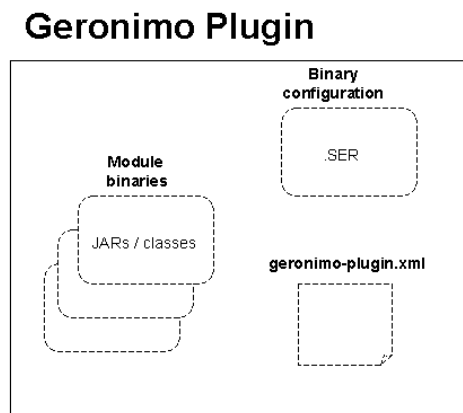 Geronimo Plugin
Binary
configuration
.SER
Module
binaries
JARs / classes
geronimo-plugin.xml